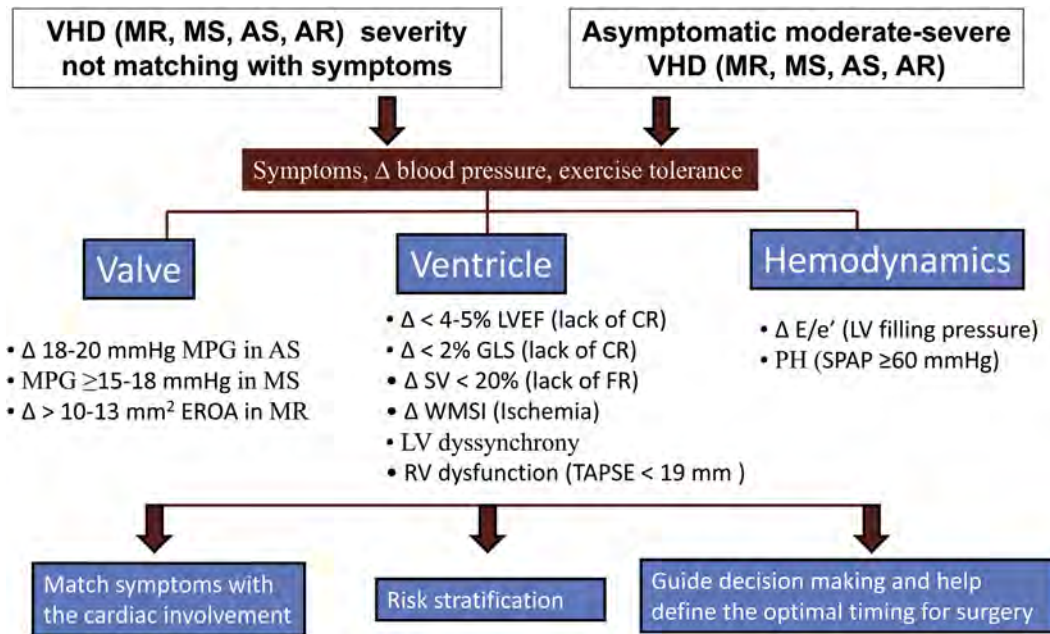 VHD (MR, MS, AS, AR) severity
not matching with symptoms
Asymptomatic moderate-severe
VHD (MR, MS, AS, AR)
Symptoms, Δ blood pressure, exercise tolerance
Valve
• Δ 18-20 mmHg MPG in AS
• MPG ≥15-18 mmHg in MS
• Δ > 10-13 mm² EROA in MR
Ventricle
• Δ < 4-5% LVEF (lack of CR)
• Δ < 2% GLS (lack of CR)
• Δ SV < 20% (lack of FR)
• Δ WMSI (Ischemia)
• LV dyssynchrony
• RV dysfunction (TAPSE < 19 mm )
Hemodynamics
• Δ E/e’ (LV filling pressure)
• PH (SPAP ≥60 mmHg)
Match symptoms with
the cardiac involvement
Risk stratification
Guide decision making and help
define the optimal timing for surgery